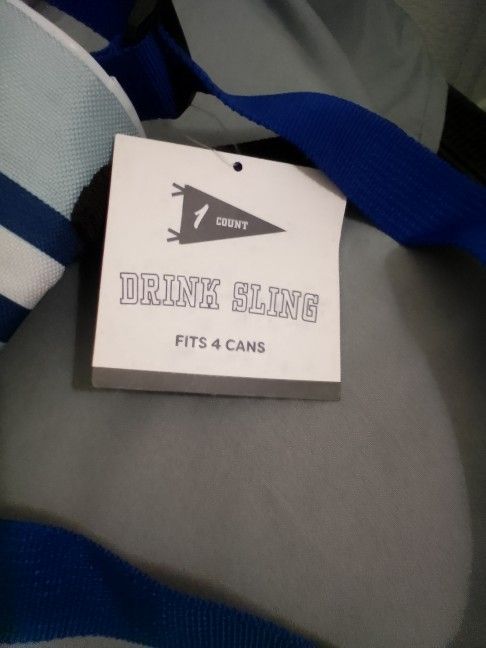 1 COUNT
DRINK SLING
FITS 4 CANS